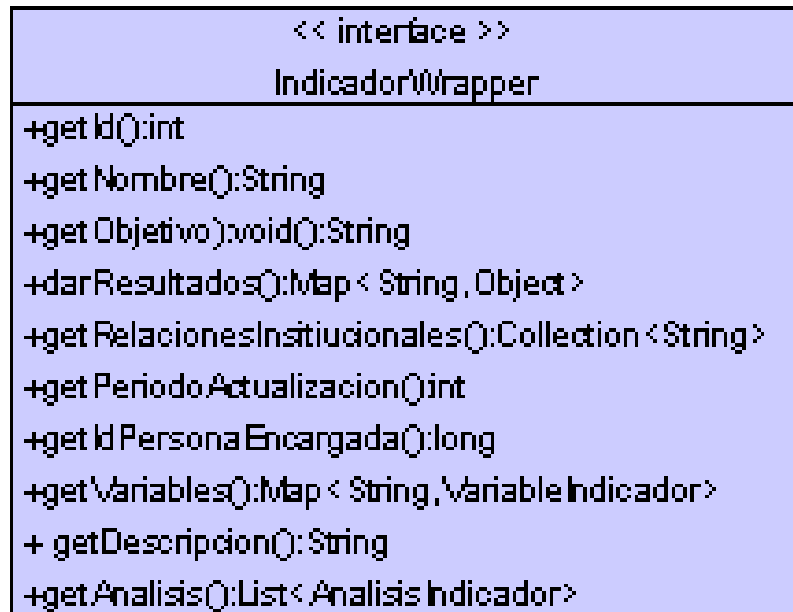 << interface >>
IndicadorWrapper
+getId():int
+getNombre():String
+getObjetivo):void():String
+darResultados():Map< String, Object>
+getRelacionesInsitiucionales():Collection<String>
+getPeriodoActualizacion():int
+getIdPersonaEncargada():long
+getVariables():Map< String,VariableIndicador>
+ getDescripcion():String
+getAnalisis():List< AnalisisIndicador>